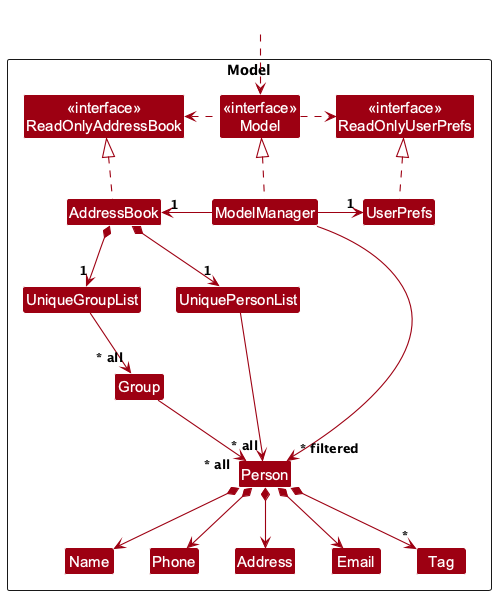 Model
«interface»
ReadOnlyAddressBook
«interface»
Model
«interface»
ReadOnlyUserPrefs
AddressBook
1
ModelManager
1
UserPrefs
1
1
UniqueGroupList
UniquePersonList
* all
Group
* all
* all
* filtered
Person
*
Name
Phone
Address
Email
Tag